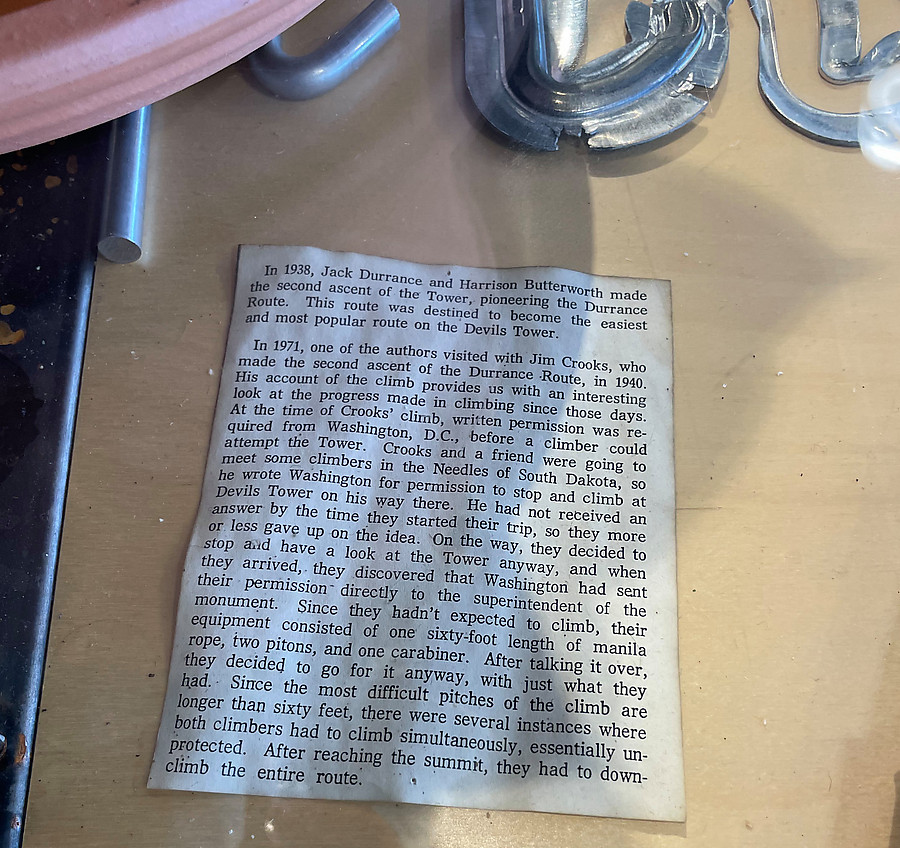 In 1938, Jack Durrance and Harrison Butterworth made
the second ascent of the Tower, pioneering the Durrance
Route. This route was destined to become the easiest
and most popular route on the Devils Tower.
In 1971, one of the authors visited with Jim Crooks, who
made the second ascent of the Durrance Route, in 1940.
His account of the climb provides us with an interesting
look at the progress made in climbing since those days.
At the time of Crooks' climb, written permission was re-
quired from Washington, D.C., before a climber could
attempt the Tower. Crooks and a friend were going to
meet some climbers in the Needles of South Dakota, so
he wrote Washington for permission to stop and climb at
Devils Tower on his way there. He had not received an
answer by the time they started their trip, so they more
or less gave up on the idea. On the way, they decided to
stop and have a look at the Tower anyway, and when
they arrived, they discovered that Washington had sent
their permission directly to the superintendent of the
monument. Since they hadn't expected to climb, their
equipment consisted of one sixty-foot length of manila
rope, two pitons, and one carabiner. After talking it over,
they decided to go for it anyway, with just what they
had. Since the most difficult pitches of the climb are
longer than sixty feet, there were several instances where
both climbers had to climb simultaneously, essentially un-
protected. After reaching the summit, they had to down-
climb the entire route.